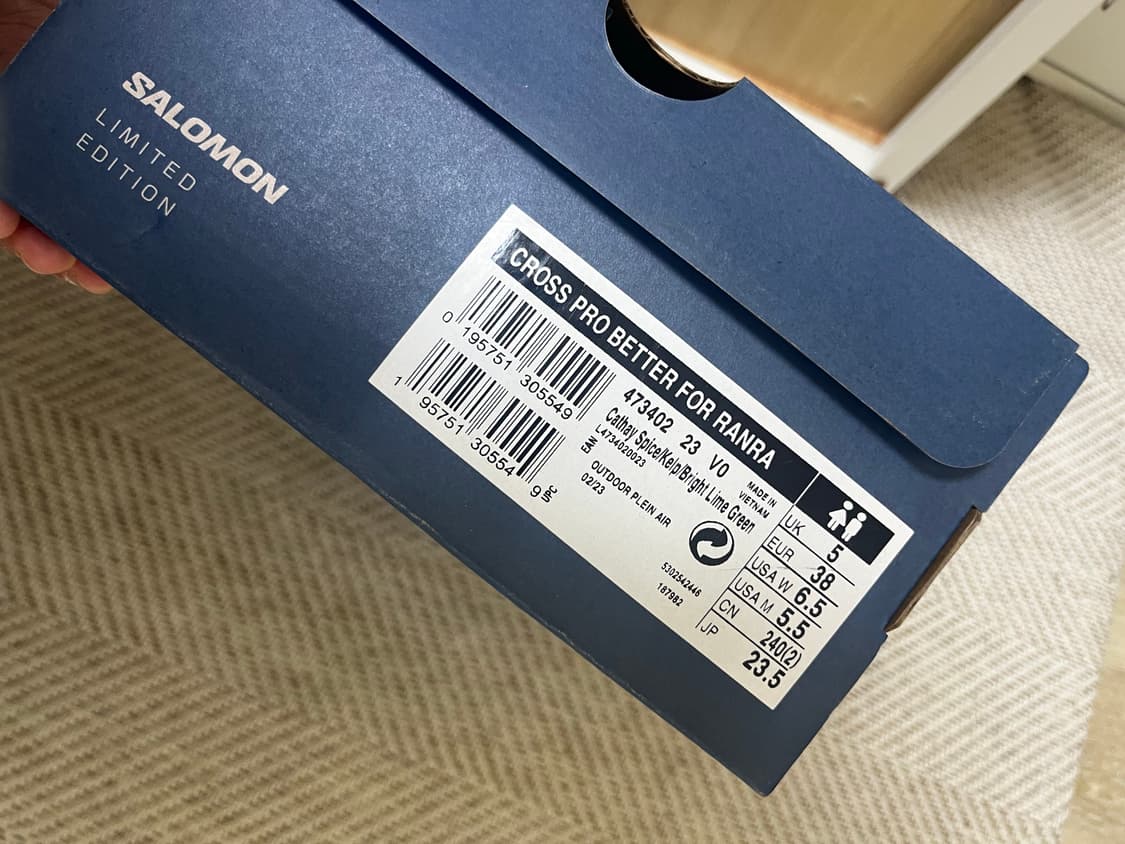 SALOMON
LIMITED
EDITION
CROSS PRO BETTER FOR RANRA
0 195751 305549
EAN
1 95751 30554 9
UPC
473402 23 V0
Cathay Spice/Kelp/Bright Lime Green
L4734020023
MADE IN
VIETNAM
OUTDOOR PLEIN AIR
02/23
5302542446
187982
UK 5
EUR 38
USA W 6.5
USA M 5.5
CN 240(2)
JP 23.5